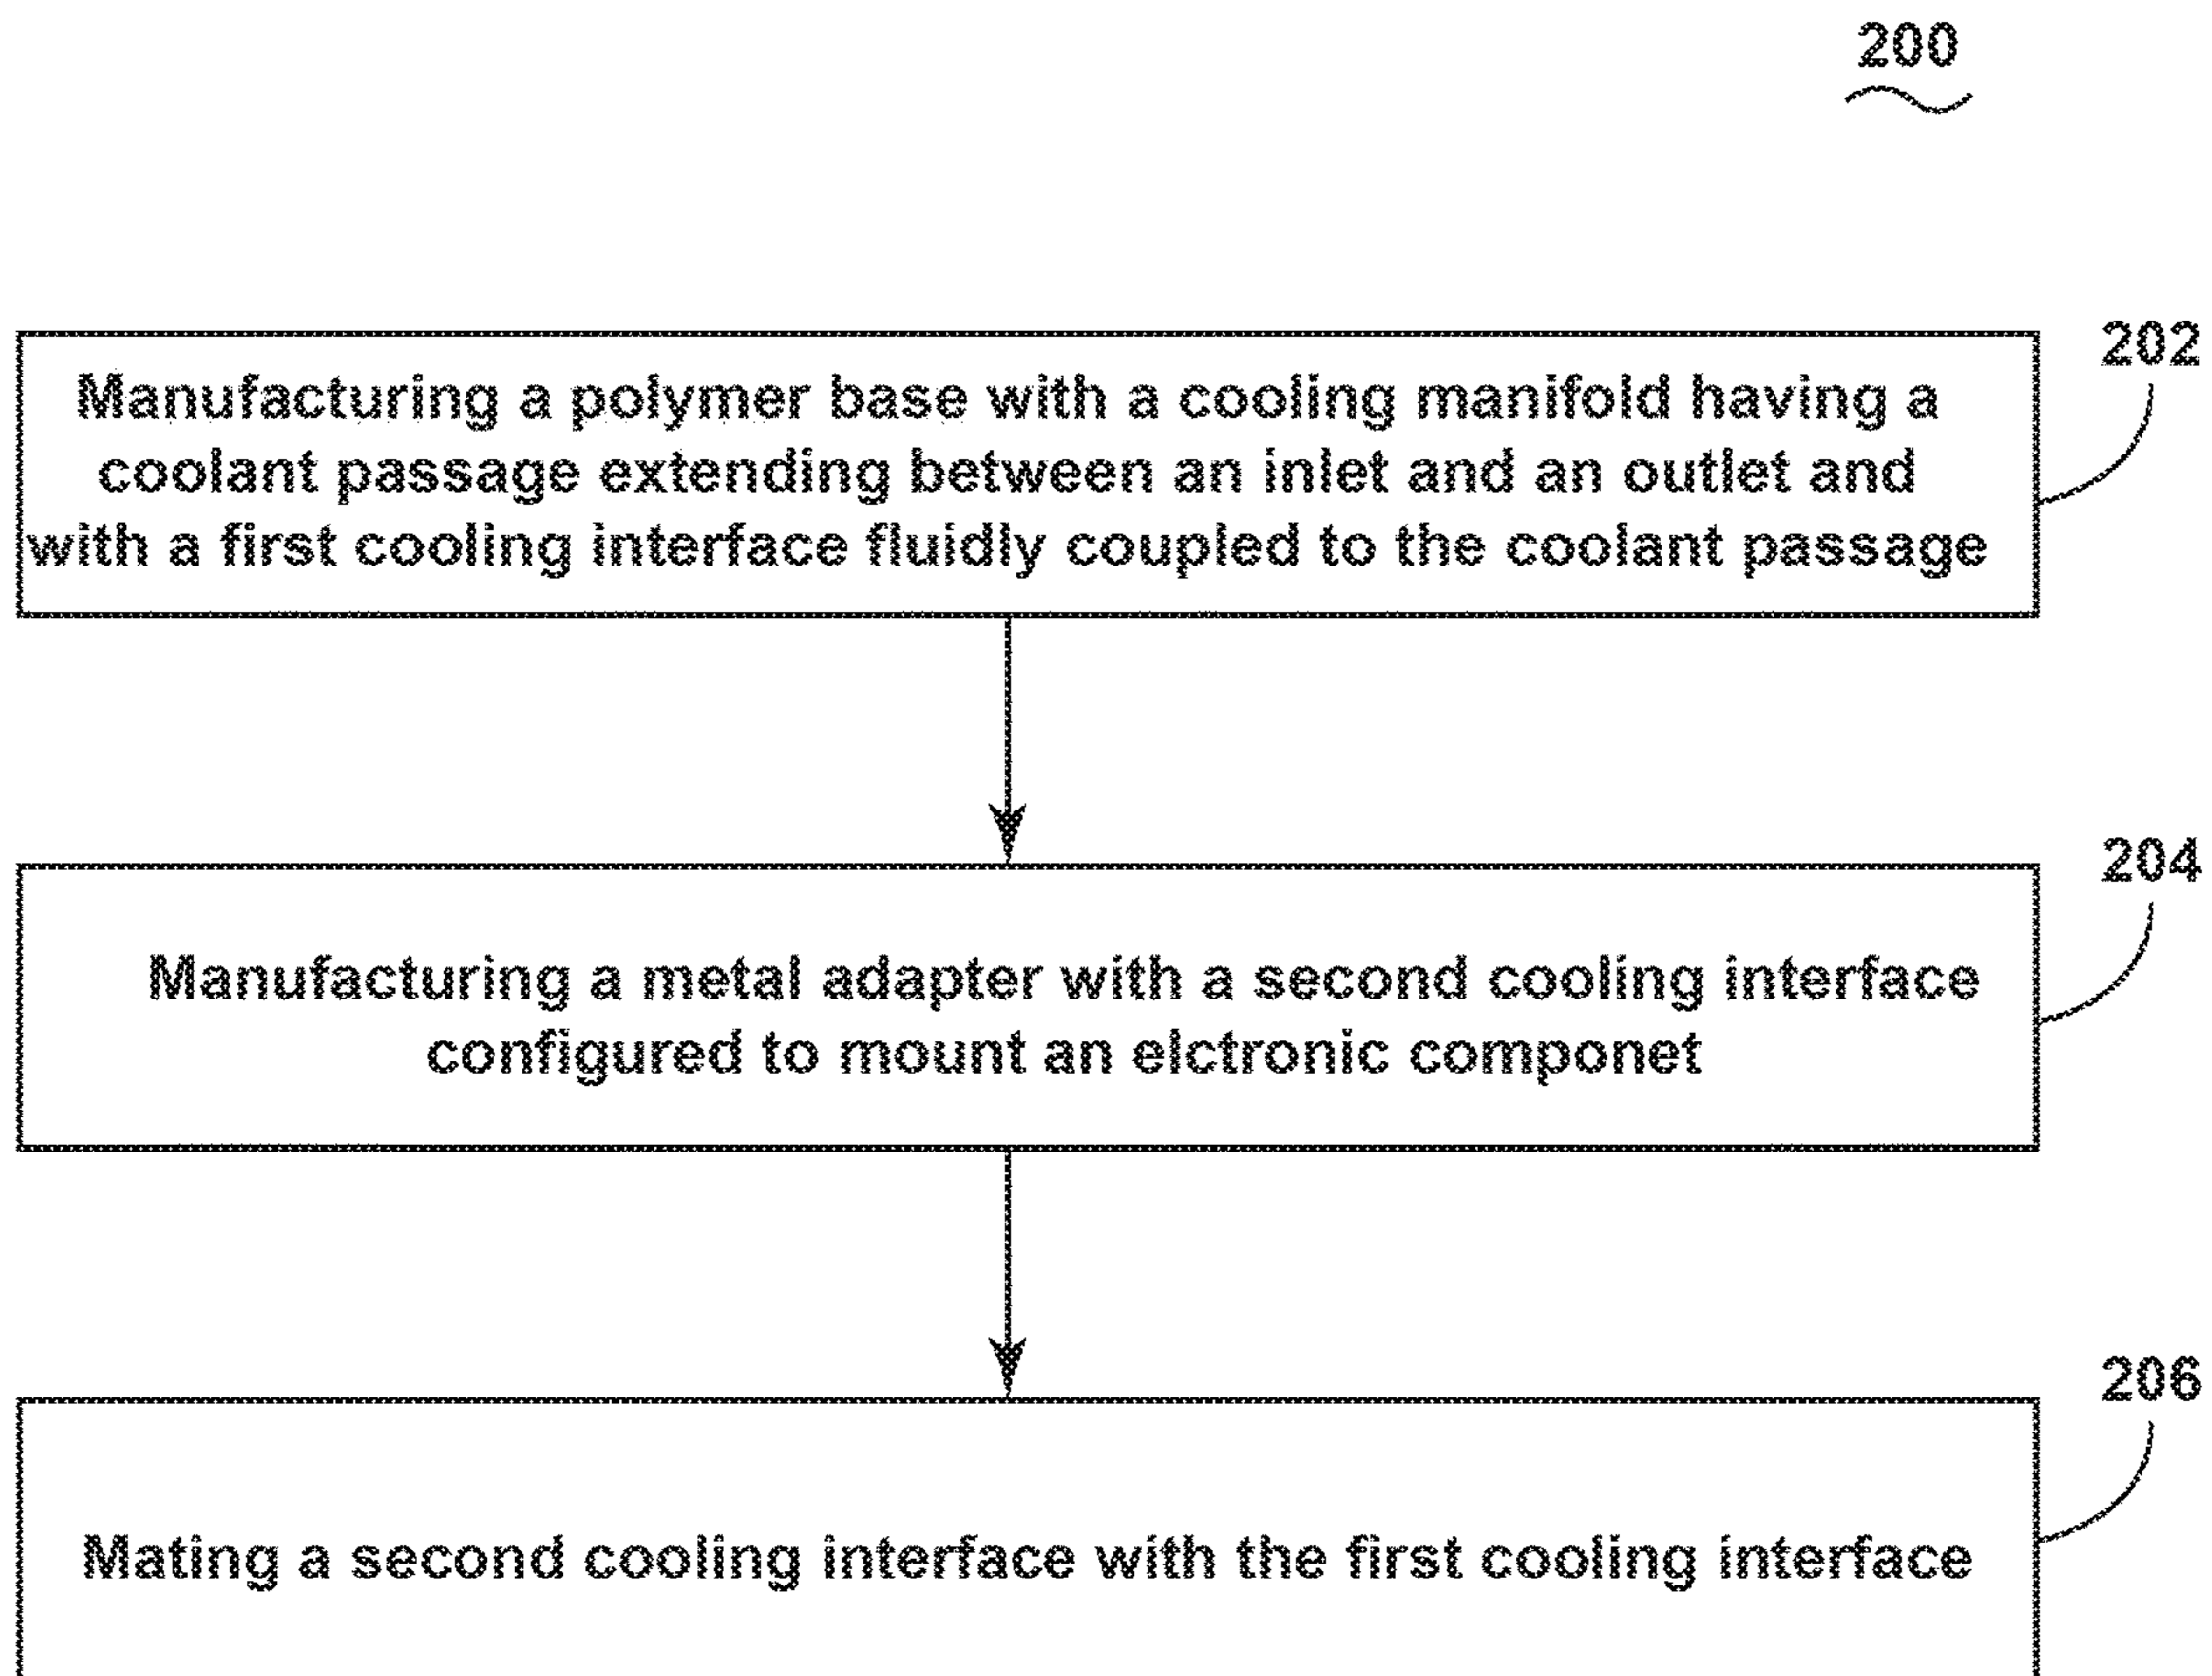 200
202
Manufacturing a polymer base with a cooling manifold having a
coolant passage extending between an inlet and an outlet and
with a first cooling interface fluidly coupled to the coolant passage
204
Manufacturing a metal adapter with a second cooling interface
configured to mount an elctronic componet
206
Mating a second cooling interface with the first cooling interface